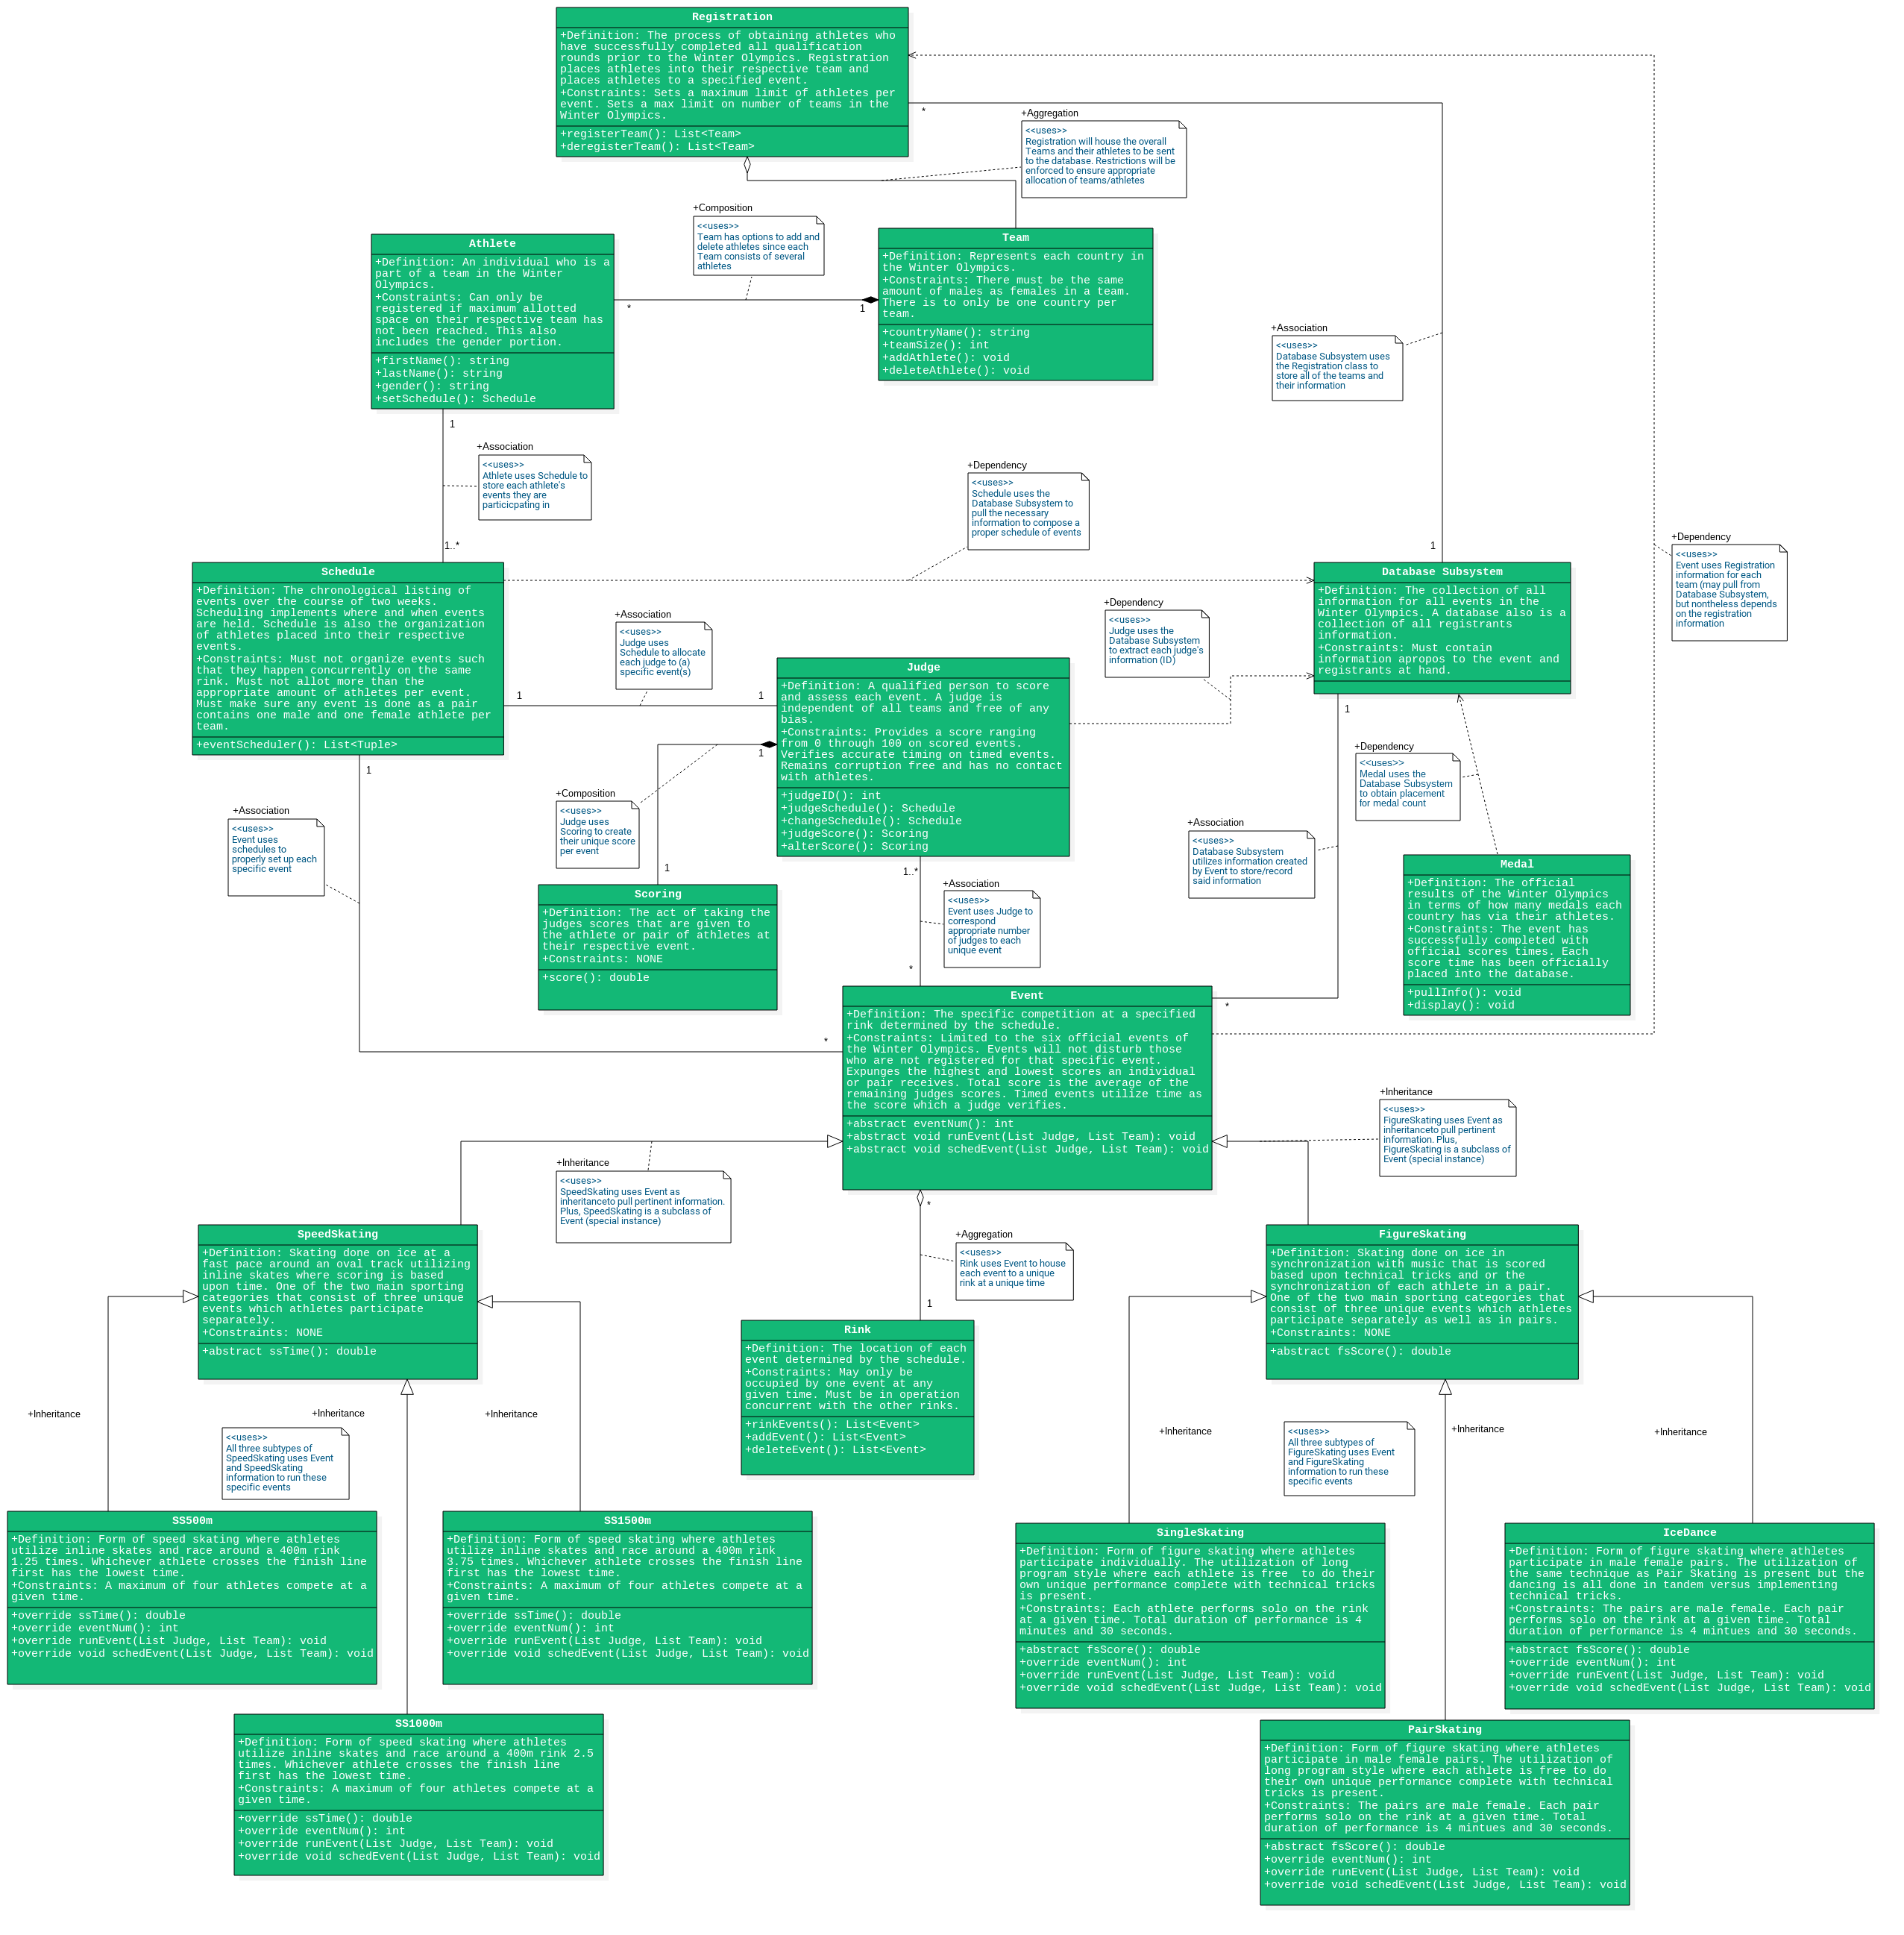 Registration
+Definition: The process of obtaining athletes who
have successfully completed all qualification
rounds prior to the Winter Olympics. Registration
places athletes into their respective team and
places athletes to a specified event.
+Constraints: Sets a maximum limit of athletes per
event. Sets a max limit on number of teams in the
Winter Olympics.
+registerTeam(): List<Team>
+deregisterTeam(): List<Team>
*
+Aggregation
<<uses>>
Registration will house the overall
Teams and their athletes to be sent
to the database. Restrictions will be
enforced to ensure appropriate
allocation of teams/athletes
+Composition
<<uses>>
Team has options to add and
delete athletes since each
Team consists of several
athletes
*
1
Athlete
+Definition: An individual who is a
part of a team in the Winter
Olympics.
+Constraints: Can only be
registered if maximum allotted
space on their respective team has
not been reached. This also
includes the gender portion.
+firstName(): string
+lastName(): string
+gender(): string
+setSchedule(): Schedule
Team
+Definition: Represents each country in
the Winter Olympics.
+Constraints: There must be the same
amount of males as females in a team.
There is to only be one country per
team.
+countryName(): string
+teamSize(): int
+addAthlete(): void
+deleteAthlete(): void
+Association
<<uses>>
Database Subsystem uses
the Registration class to
store all of the teams and
their information
1
1
+Association
<<uses>>
Athlete uses Schedule to
store each athlete's
events they are
particicpating in
1..*
+Dependency
<<uses>>
Schedule uses the
Database Subsystem to
pull the necessary
information to compose a
proper schedule of events
+Dependency
<<uses>>
Event uses Registration
information for each
team (may pull from
Database Subsystem,
but nontheless depends
on the registration
information
Schedule
+Definition: The chronological listing of
events over the course of two weeks.
Scheduling implements where and when events
are held. Schedule is also the organization
of athletes placed into their respective
events.
+Constraints: Must not organize events such
that they happen concurrently on the same
rink. Must not allot more than the
appropriate amount of athletes per event.
Must make sure any event is done as a pair
contains one male and one female athlete per
team.
+eventScheduler(): List<Tuple>
+Association
<<uses>>
Judge uses
Schedule to allocate
each judge to (a)
specific event(s)
1
1
+Dependency
<<uses>>
Judge uses the
Database Subsystem
to extract each judge's
information (ID)
Database Subsystem
+Definition: The collection of all
information for all events in the
Winter Olympics. A database also is a
collection of all registrants
information.
+Constraints: Must contain
information apropos to the event and
registrants at hand.
1
Judge
+Definition: A qualified person to score
and assess each event. A judge is
independent of all teams and free of any
bias.
+Constraints: Provides a score ranging
from 0 through 100 on scored events.
Verifies accurate timing on timed events.
Remains corruption free and has no contact
with athletes.
+judgeID(): int
+judgeSchedule(): Schedule
+changeSchedule(): Schedule
+judgeScore(): Scoring
+alterScore(): Scoring
1
1
+Dependency
<<uses>>
Medal uses the
Database Subsystem
to obtain placement
for medal count
+Association
<<uses>>
Event uses
schedules to
properly set up each
specific event
+Composition
<<uses>>
Judge uses
Scoring to create
their unique score
per event
1
+Association
<<uses>>
Database Subsystem
utilizes information created
by Event to store/record
said information
1..*
+Association
<<uses>>
Event uses Judge to
correspond
appropriate number
of judges to each
unique event
*
Scoring
+Definition: The act of taking the
judges scores that are given to
the athlete or pair of athletes at
their respective event.
+Constraints: NONE
+score(): double
Medal
+Definition: The official
results of the Winter Olympics
in terms of how many medals each
country has via their athletes.
+Constraints: The event has
successfully completed with
official scores times. Each
score time has been officially
placed into the database.
+pullInfo(): void
+display(): void
*
*
Event
+Definition: The specific competition at a specified
rink determined by the schedule.
+Constraints: Limited to the six official events of
the Winter Olympics. Events will not disturb those
who are not registered for that specific event.
Expunges the highest and lowest scores an individual
or pair receives. Total score is the average of the
remaining judges scores. Timed events utilize time as
the score which a judge verifies.
+abstract eventNum(): int
+abstract void runEvent(List Judge, List Team): void
+abstract void schedEvent(List Judge, List Team): void
+Inheritance
<<uses>>
FigureSkating uses Event as
inheritanceto pull pertinent
information. Plus,
FigureSkating is a subclass of
Event (special instance)
+Inheritance
<<uses>>
SpeedSkating uses Event as
inheritanceto pull pertinent information.
Plus, SpeedSkating is a subclass of
Event (special instance)
*
+Aggregation
<<uses>>
Rink uses Event to house
each event to a unique
rink at a unique time
1
SpeedSkating
+Definition: Skating done on ice at a
fast pace around an oval track utilizing
inline skates where scoring is based
upon time. One of the two main sporting
categories that consist of three unique
events which athletes participate
separately.
+Constraints: NONE
+abstract ssTime(): double
FigureSkating
+Definition: Skating done on ice in
synchronization with music that is scored
based upon technical tricks and or the
synchronization of each athlete in a pair.
One of the two main sporting categories that
consist of three unique events which athletes
participate separately as well as in pairs.
+Constraints: NONE
+abstract fsScore(): double
Rink
+Definition: The location of each
event determined by the schedule.
+Constraints: May only be
occupied by one event at any
given time. Must be in operation
concurrent with the other rinks.
+rinkEvents(): List<Event>
+addEvent(): List<Event>
+deleteEvent(): List<Event>
+Inheritance
+Inheritance
+Inheritance
<<uses>>
All three subtypes of
SpeedSkating uses Event
and SpeedSkating
information to run these
specific events
+Inheritance
+Inheritance
+Inheritance
<<uses>>
All three subtypes of
FigureSkating uses Event
and FigureSkating
information to run these
specific events
SS500m
+Definition: Form of speed skating where athletes
utilize inline skates and race around a 400m rink
1.25 times. Whichever athlete crosses the finish line
first has the lowest time.
+Constraints: A maximum of four athletes compete at a
given time.
+override ssTime(): double
+override eventNum(): int
+override runEvent(List Judge, List Team): void
+override void schedEvent(List Judge, List Team): void
SS1500m
+Definition: Form of speed skating where athletes
utilize inline skates and race around a 400m rink
3.75 times. Whichever athlete crosses the finish line
first has the lowest time.
+Constraints: A maximum of four athletes compete at a
given time.
+override ssTime(): double
+override eventNum(): int
+override runEvent(List Judge, List Team): void
+override void schedEvent(List Judge, List Team): void
SingleSkating
+Definition: Form of figure skating where athletes
participate individually. The utilization of long
program style where each athlete is free  to do their
own unique performance complete with technical tricks
is present.
+Constraints: Each athlete performs solo on the rink
at a given time. Total duration of performance is 4
minutes and 30 seconds.
+abstract fsScore(): double
+override eventNum(): int
+override runEvent(List Judge, List Team): void
+override void schedEvent(List Judge, List Team): void
IceDance
+Definition: Form of figure skating where athletes
participate in male female pairs. The utilization of
the same technique as Pair Skating is present but the
dancing is all done in tandem versus implementing
technical tricks.
+Constraints: The pairs are male female. Each pair
performs solo on the rink at a given time. Total
duration of performance is 4 mintues and 30 seconds.
+abstract fsScore(): double
+override eventNum(): int
+override runEvent(List Judge, List Team): void
+override void schedEvent(List Judge, List Team): void
SS1000m
+Definition: Form of speed skating where athletes
utilize inline skates and race around a 400m rink 2.5
times. Whichever athlete crosses the finish line
first has the lowest time.
+Constraints: A maximum of four athletes compete at a
given time.
+override ssTime(): double
+override eventNum(): int
+override runEvent(List Judge, List Team): void
+override void schedEvent(List Judge, List Team): void
PairSkating
+Definition: Form of figure skating where athletes
participate in male female pairs. The utilization of
long program style where each athlete is free to do
their own unique performance complete with technical
tricks is present.
+Constraints: The pairs are male female. Each pair
performs solo on the rink at a given time. Total
duration of performance is 4 mintues and 30 seconds.
+abstract fsScore(): double
+override eventNum(): int
+override runEvent(List Judge, List Team): void
+override void schedEvent(List Judge, List Team): void